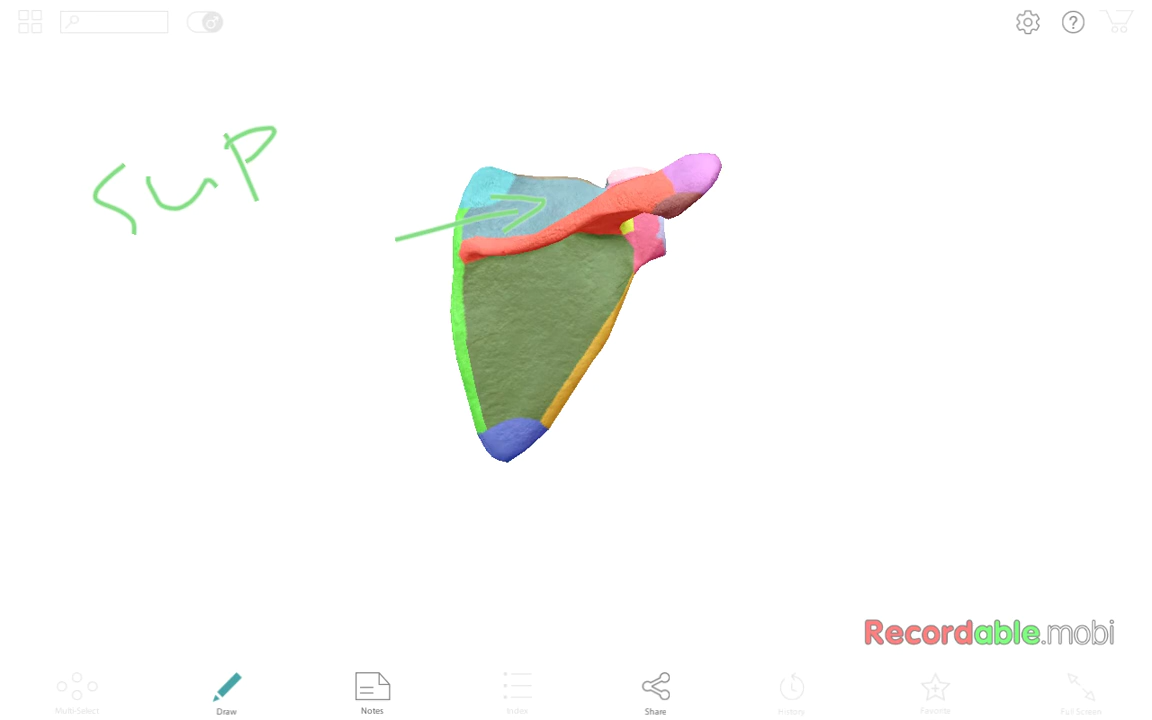 sup
Recordable.mobi
Multi-Select
Draw
Notes
Index
Share
History
Favorite
Full Screen